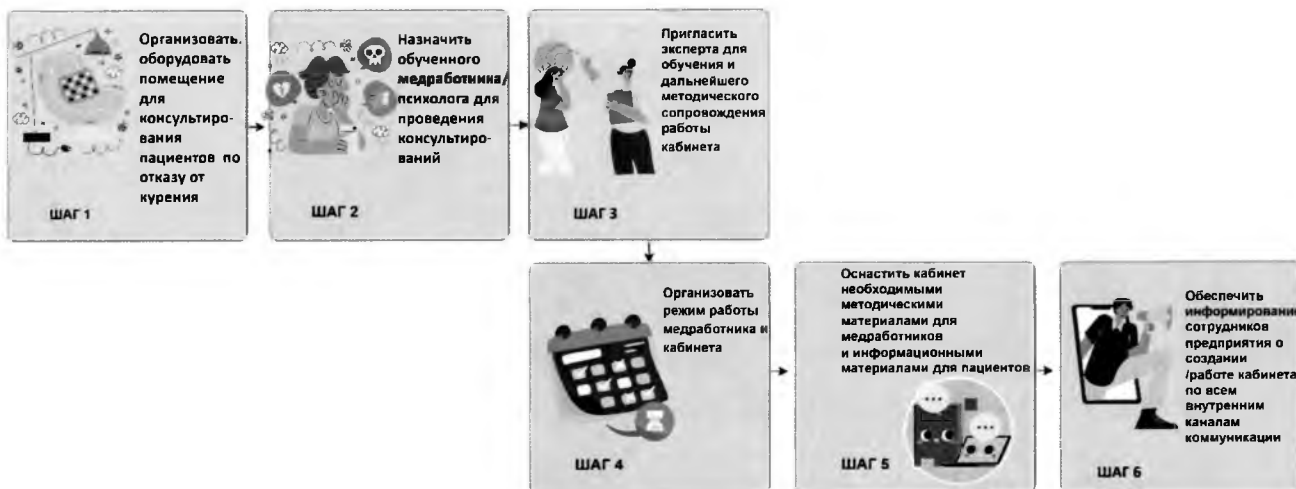 Организовать.
оборудовать
помещение
для
консультиро-
вания
пациентов по
отказу от
курения
ШАГ 1
Назначить
обученного
медработника/
психолога для
проведения
консультиро-
ваний
ШАГ 2
Пригласить
эксперта для
обучения и
дальнейшего
методического
сопровождения
работы
кабинета
ШАГ 3
Организовать
режим работы
медработника и
кабинета
ШАГ 4
Оснастить кабинет
необходимыми
методическими
материалами для
медработников
и информационными
материалами для пациентов
ШАГ 5
Обеспечить
информирование
сотрудников
предприятия о
создании
/работе кабинета
по всем
внутренним
каналам
коммуникации
ШАГ 6